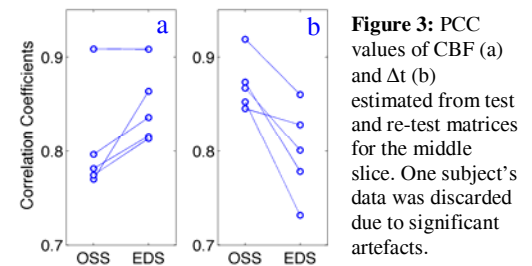 a
b
Correlation Coefficients
0.9
0.8
0.7
OSS EDS
0.9
0.8
0.7
OSS EDS
Figure 3: PCC
values of CBF (a)
and Δt (b)
estimated from test
and re-test matrices
for the middle
slice. One subject's
data was discarded
due to significant
artefacts.